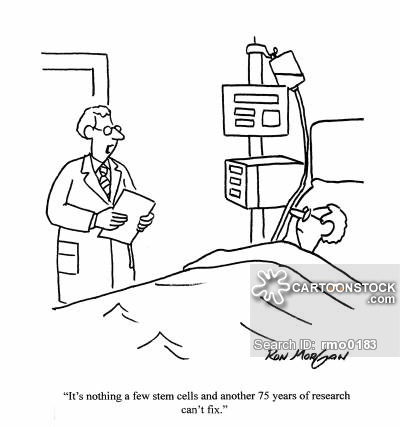 CARTOONSTOCK
.com
Search ID: rmo0183
RON MORGAN
“It's nothing a few stem cells and another 75 years of research
can't fix.”